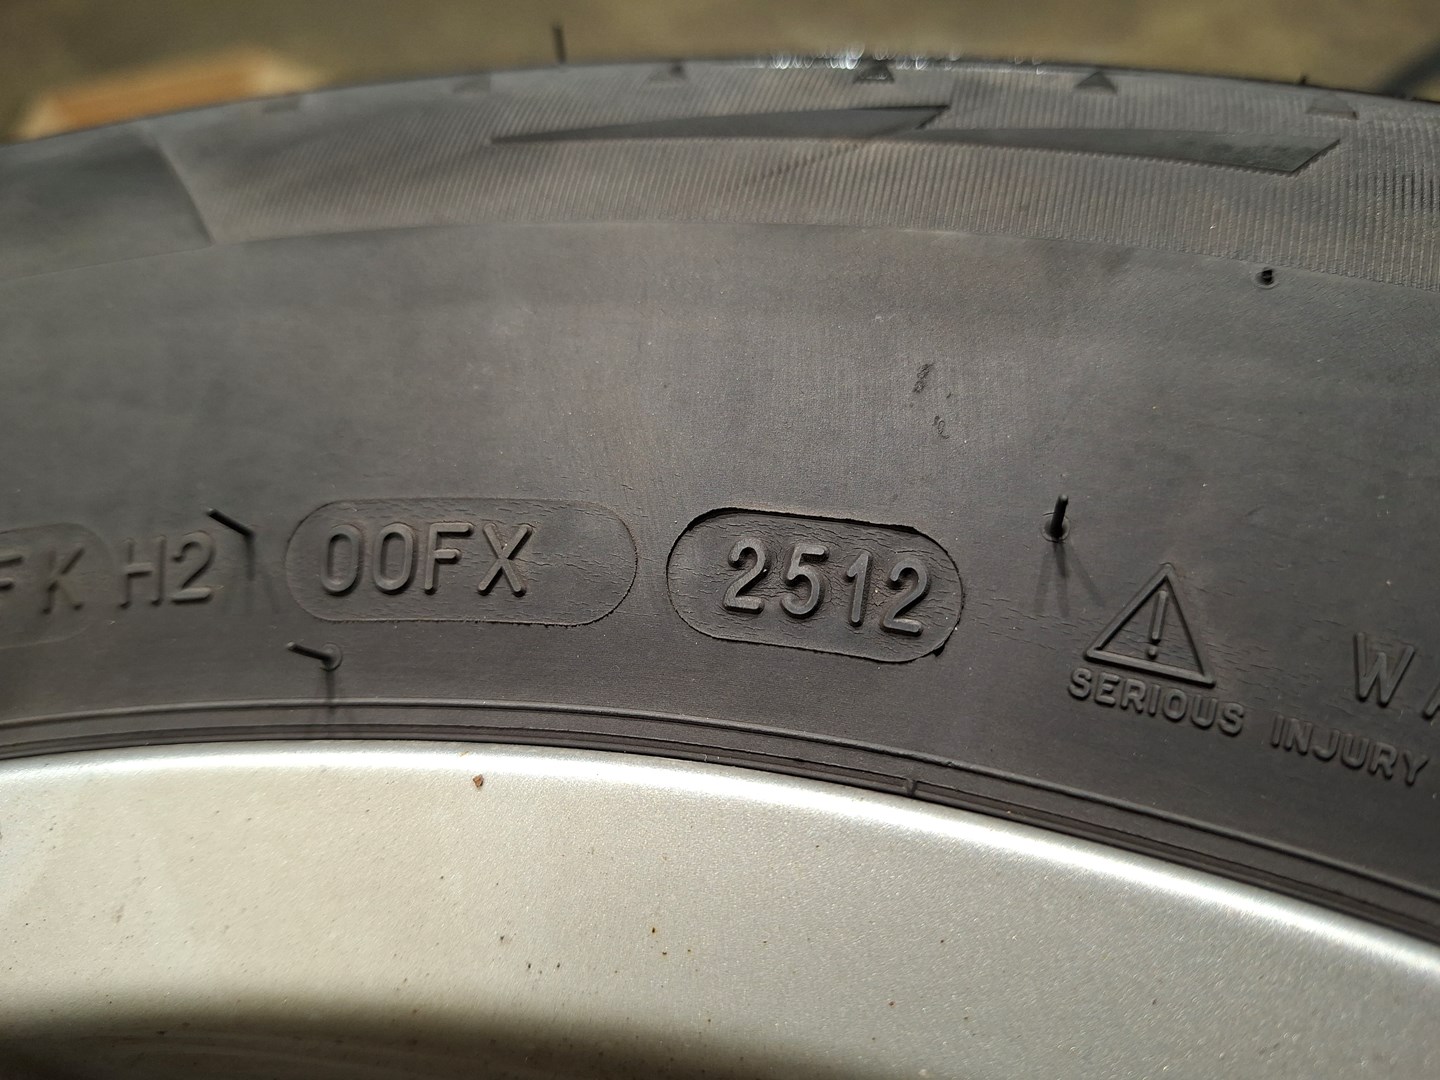 FK H2 00FX 2512
!
SERIOUS INJURY